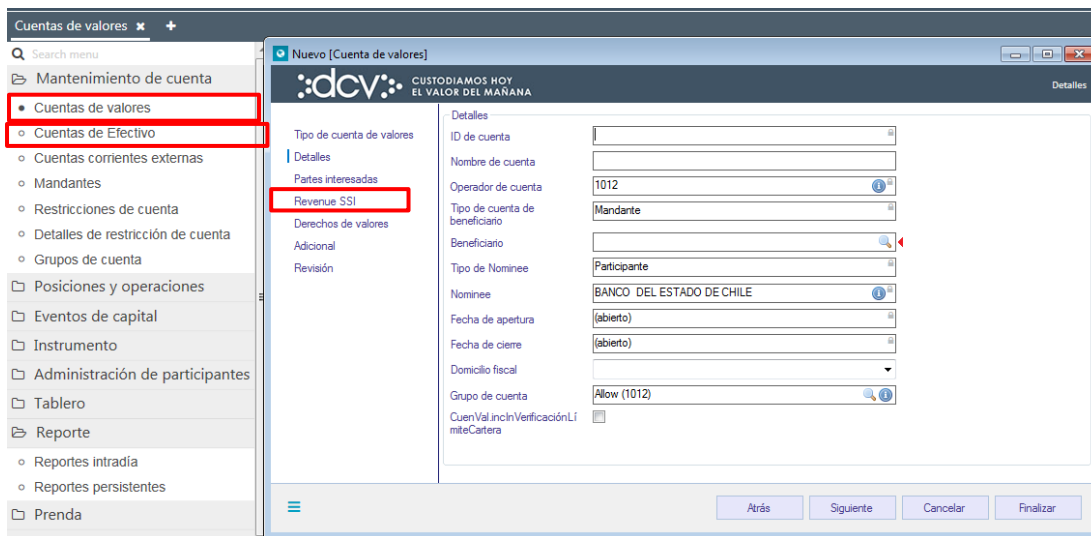 Cuentas de valores × +
Search menu
Mantenimiento de cuenta
Cuentas de valores
Cuentas de Efectivo
Cuentas corrientes externas
Mandantes
Restricciones de cuenta
Detalles de restricción de cuenta
Grupos de cuenta
Posiciones y operaciones
Eventos de capital
Instrumento
Administración de participantes
Tablero
Reporte
Reportes intradía
Reportes persistentes
Prenda
Nuevo [Cuenta de valores]
dcv CUSTODIAMOS HOY
EL VALOR DEL MAÑANA
Detalles
Tipo de cuenta de valores
Detalles
Partes interesadas
Revenue SSI
Derechos de valores
Adicional
Revisión
Detalles
ID de cuenta
Nombre de cuenta
Operador de cuenta 1012
Tipo de cuenta de Mandante
beneficiario
Beneficiario
Tipo de Nominee Participante
Nominee BANCO DEL ESTADO DE CHILE
Fecha de apertura (abierto)
Fecha de cierre (abierto)
Domicilio fiscal
Grupo de cuenta Allow (1012)
CuenVal.incInVerificaciónLí
miteCartera
Atrás Siguiente Cancelar Finalizar